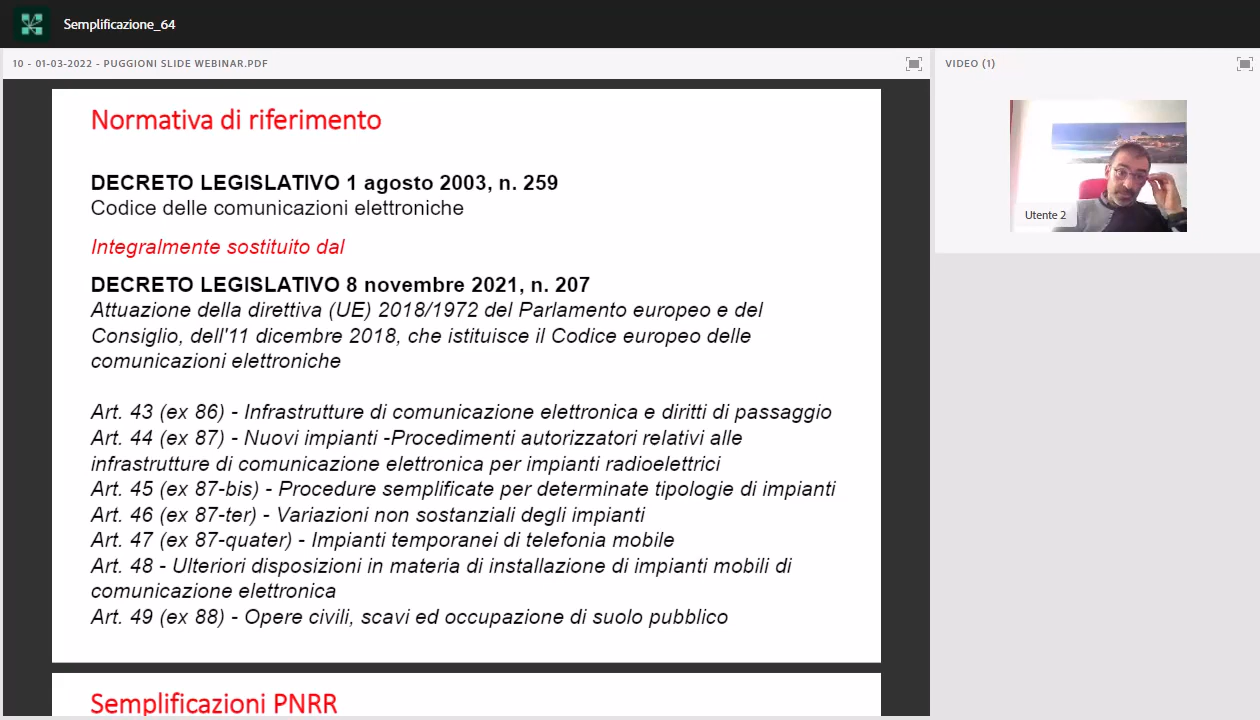 Semplificazione_64
10 - 01-03-2022 - PUGGIONI SLIDE WEBINAR.PDF
VIDEO (1)
Normativa di riferimento
DECRETO LEGISLATIVO 1 agosto 2003, n. 259
Codice delle comunicazioni elettroniche
Integralmente sostituito dal
DECRETO LEGISLATIVO 8 novembre 2021, n. 207
Attuazione della direttiva (UE) 2018/1972 del Parlamento europeo e del
Consiglio, dell'11 dicembre 2018, che istituisce il Codice europeo delle
comunicazioni elettroniche
Art. 43 (ex 86) - Infrastrutture di comunicazione elettronica e diritti di passaggio
Art. 44 (ex 87) - Nuovi impianti -Procedimenti autorizzatori relativi alle
infrastrutture di comunicazione elettronica per impianti radioelettrici
Art. 45 (ex 87-bis) - Procedure semplificate per determinate tipologie di impianti
Art. 46 (ex 87-ter) - Variazioni non sostanziali degli impianti
Art. 47 (ex 87-quater) - Impianti temporanei di telefonia mobile
Art. 48 - Ulteriori disposizioni in materia di installazione di impianti mobili di
comunicazione elettronica
Art. 49 (ex 88) - Opere civili, scavi ed occupazione di suolo pubblico
Semplificazioni PNRR
Utente 2